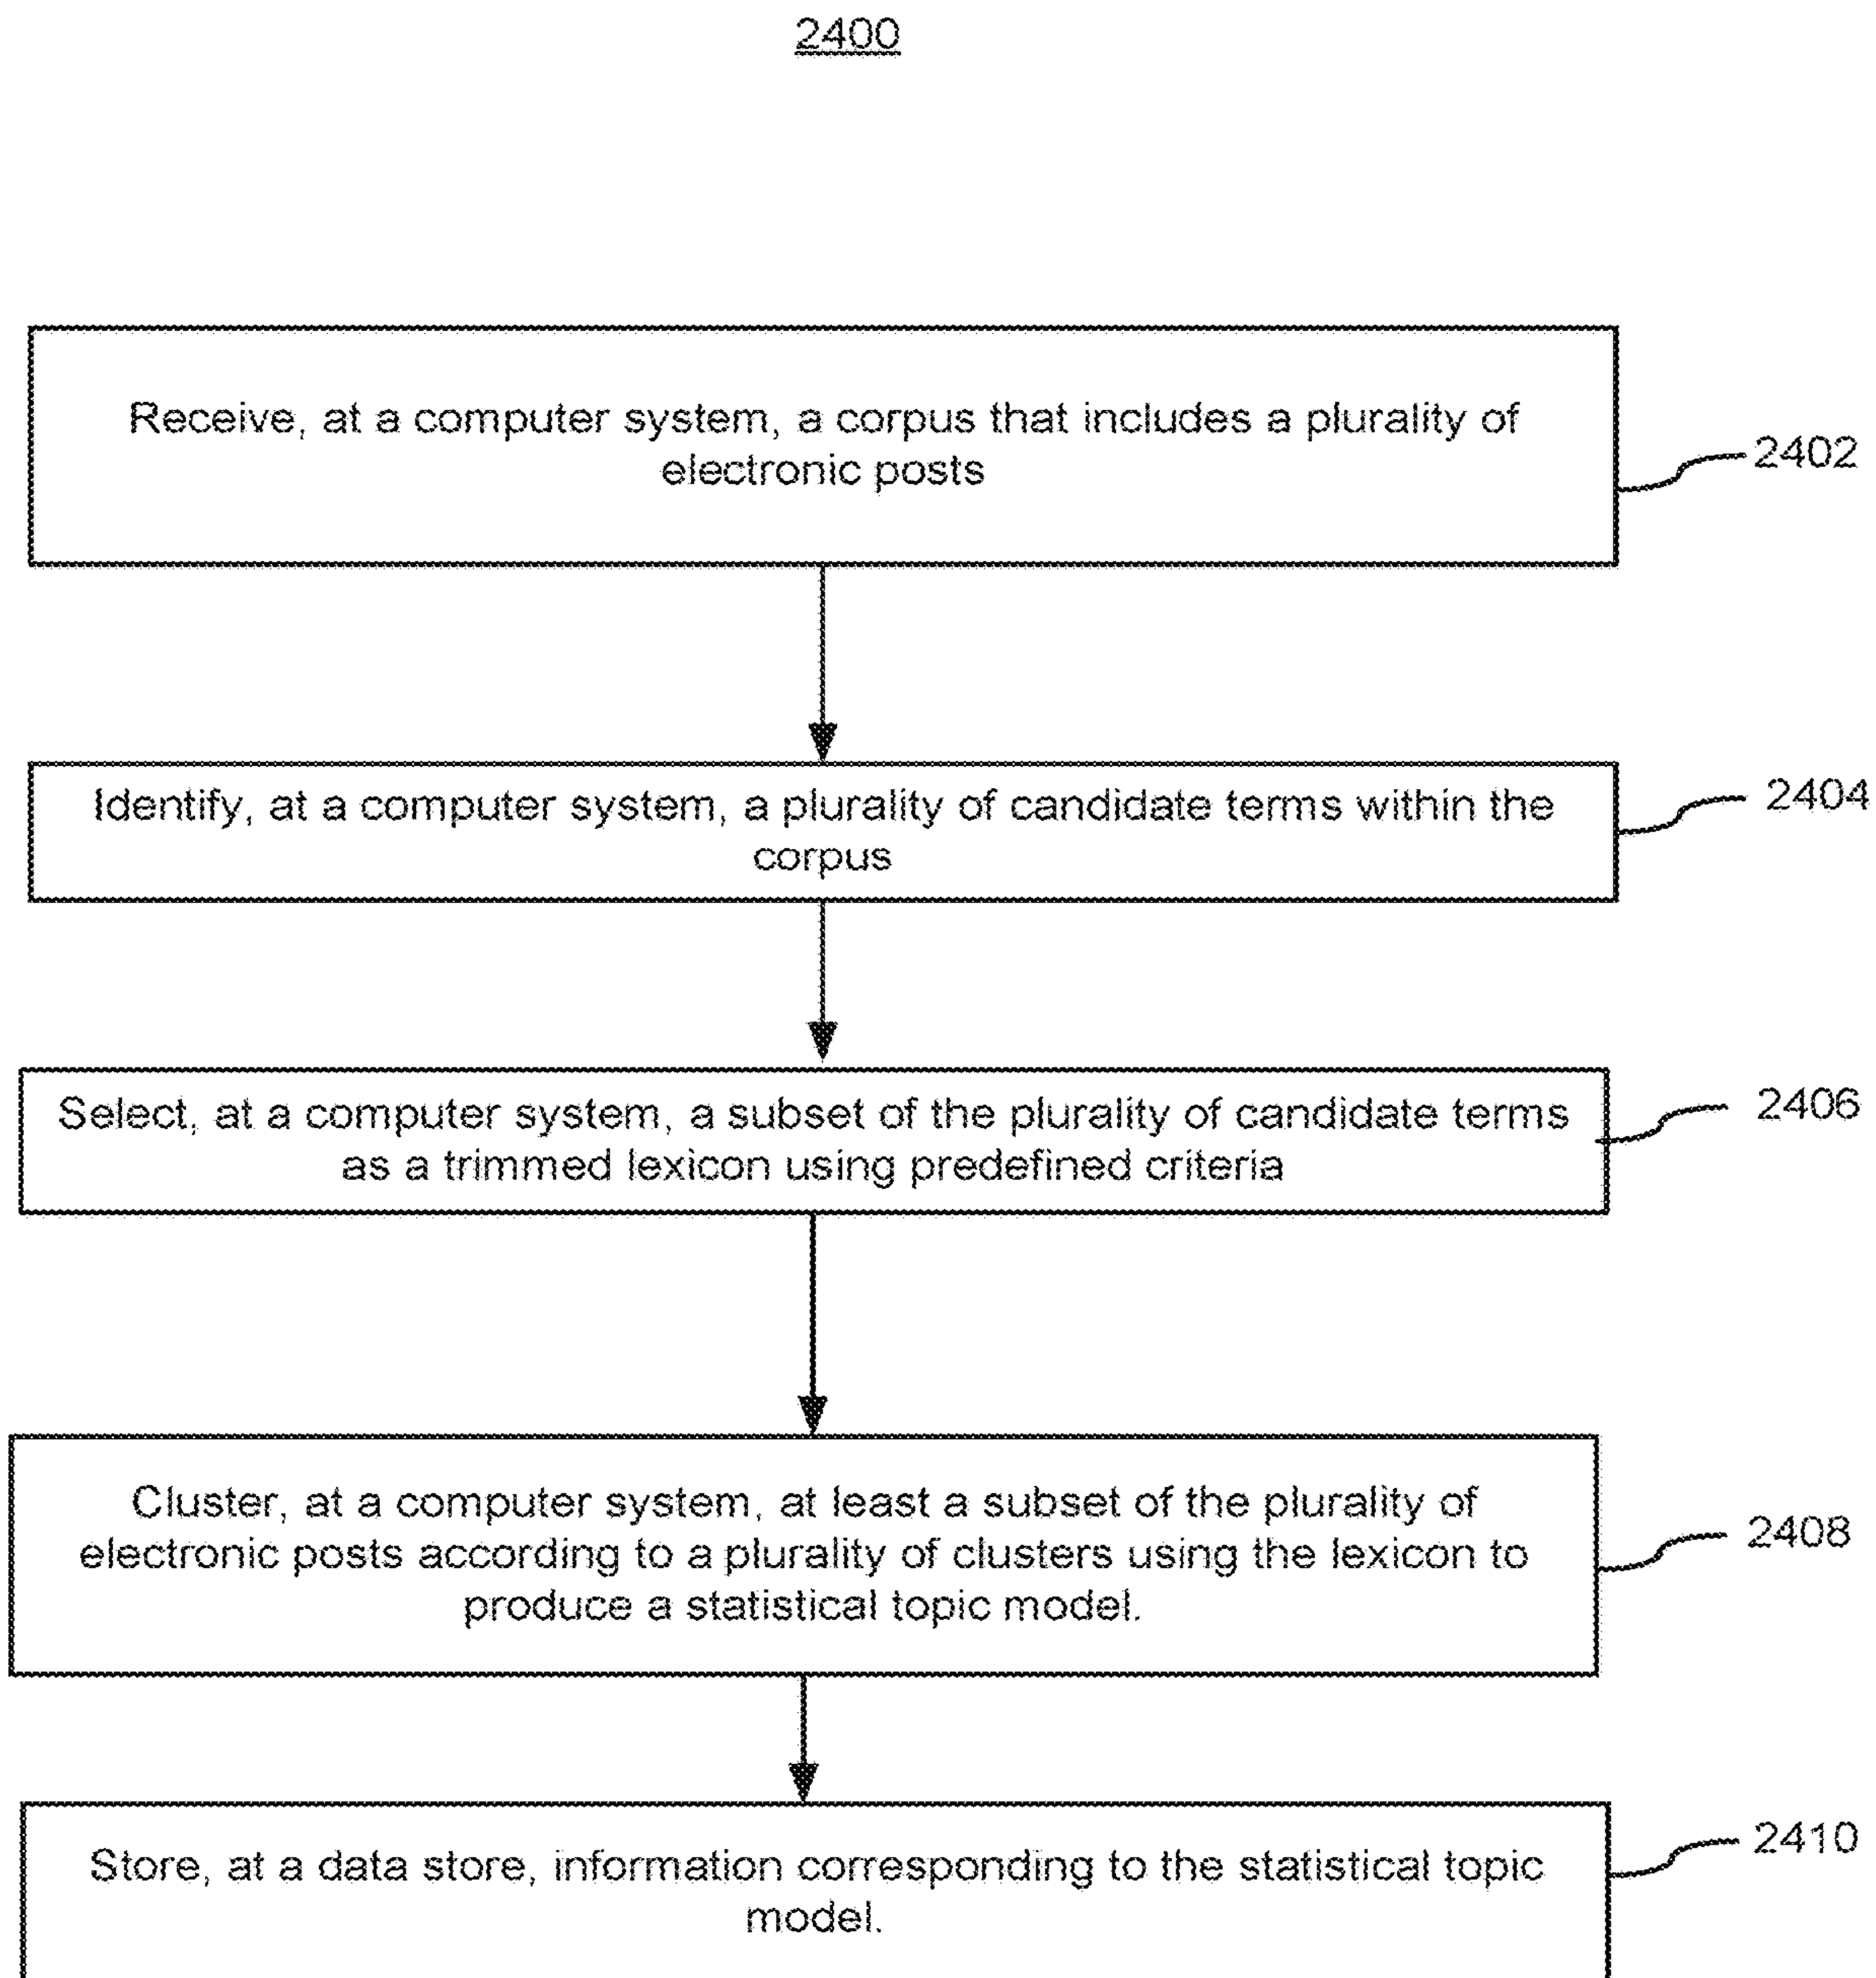 2400
Receive, at a computer system, a corpus that includes a plurality of
electronic posts
2402
Identify, at a computer system, a plurality of candidate terms within the
corpus
2404
Select, at a computer system, a subset of the plurality of candidate terms
as a trimmed lexicon using predefined criteria
2406
Cluster, at a computer system, at least a subset of the plurality of
electronic posts according to a plurality of clusters using the lexicon to
produce a statistical topic model.
2408
Store, at a data store, information corresponding to the statistical topic
model.
2410